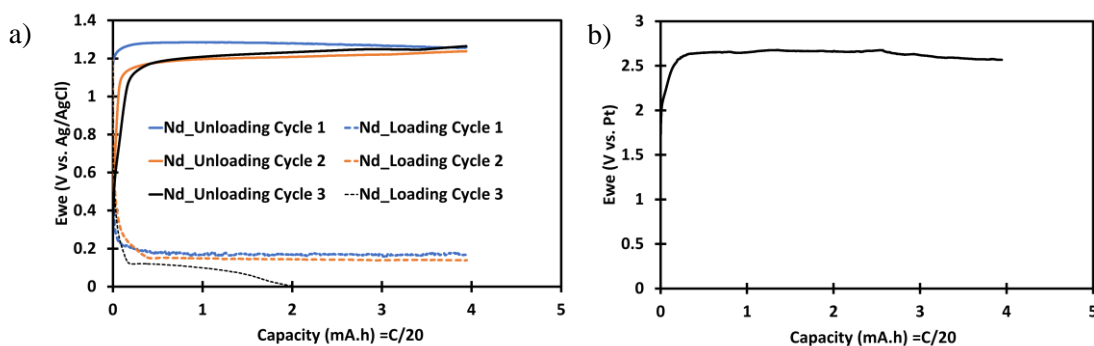 a)
1.4
1.2
1
0.8
0.6
0.4
0.2
0
Ewe (V vs. Ag/AgCl)
Nd_Unloading Cycle 1
Nd_Loading Cycle 1
Nd_Unloading Cycle 2
Nd_Loading Cycle 2
Nd_Unloading Cycle 3
Nd_Loading Cycle 3
0 1 2 3 4 5
Capacity (mA.h) =C/20
b)
3
2.5
2
1.5
1
0.5
0
Ewe (V vs. Pt)
0 1 2 3 4 5
Capacity (mA.h) =C/20